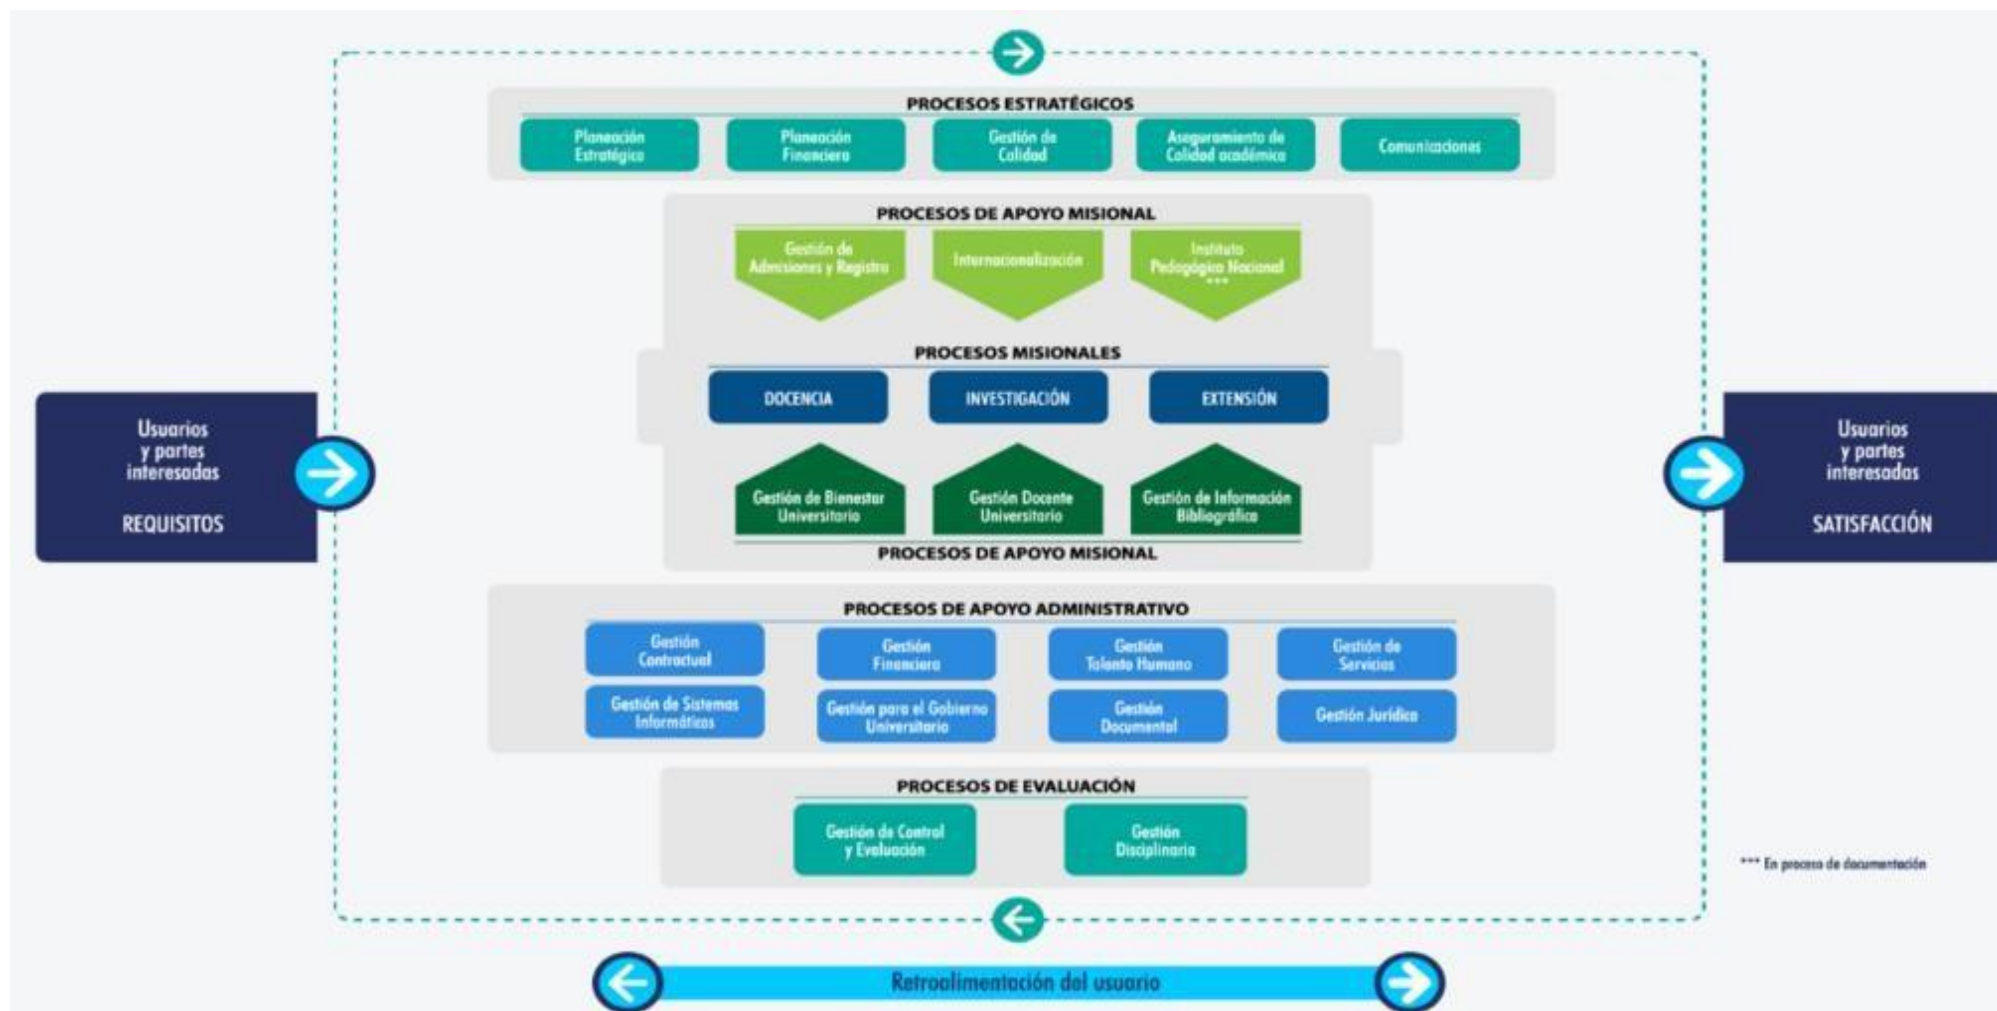 PROCESOS ESTRATÉGICOS
Planeación
Estratégica
Planeación
Financiera
Gestión de
Calidad
Aseguramiento de
Calidad académica
Comunicaciones
PROCESOS DE APOYO MISIONAL
Gestión de
Admisiones y Registro
Internacionalización
Instituto
Pedagógico Nacional
***
PROCESOS MISIONALES
DOCENCIA
INVESTIGACIÓN
EXTENSIÓN
Usuarios
y partes
interesadas
REQUISITOS
Usuarios
y partes
interesadas
SATISFACCIÓN
Gestión de Bienestar
Universitario
Gestión Docente
Universitario
Gestión de Información
Bibliográfica
PROCESOS DE APOYO MISIONAL
PROCESOS DE APOYO ADMINISTRATIVO
Gestión
Contractual
Gestión
Financiera
Gestión
Talento Humano
Gestión de
Servicios
Gestión de Sistemas
Informáticos
Gestión para el Gobierno
Universitario
Gestión
Documental
Gestión Jurídica
PROCESOS DE EVALUACIÓN
Gestión de Control
y Evaluación
Gestión
Disciplinaria
*** En proceso de documentación
Retroalimentación del usuario